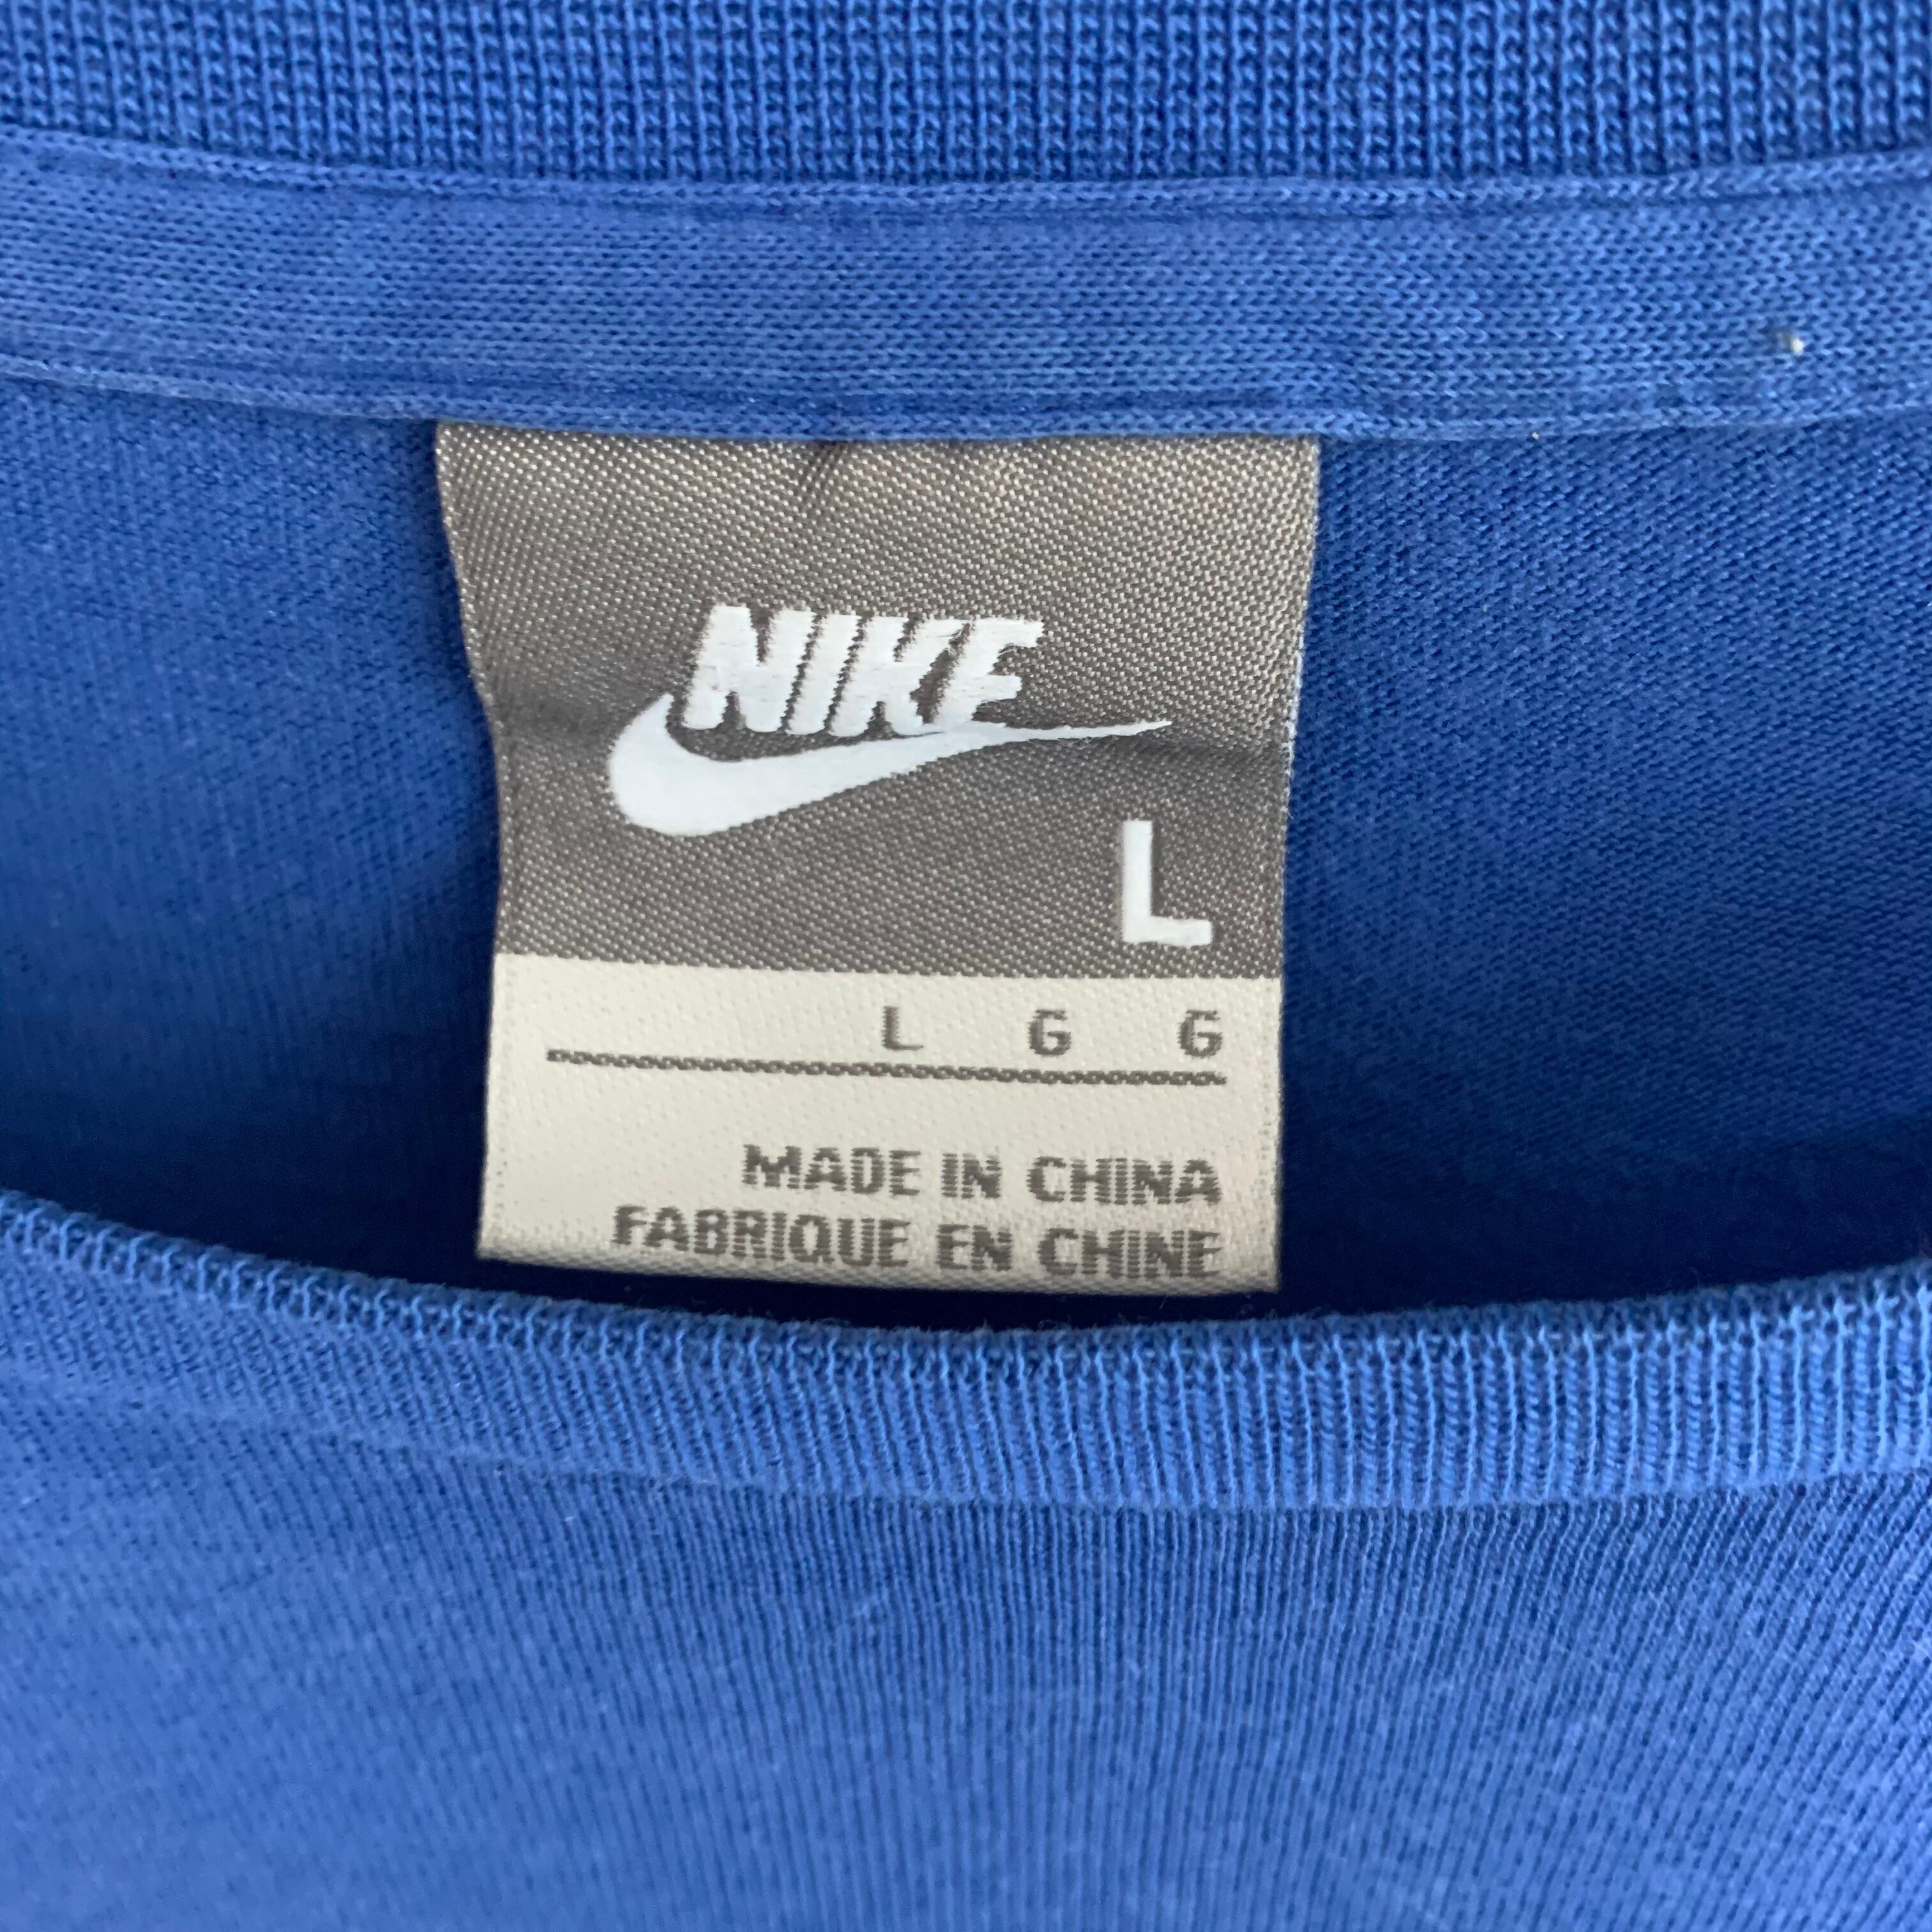 NIKE
L
L G G
MADE IN CHINA
FABRIQUE EN CHINE